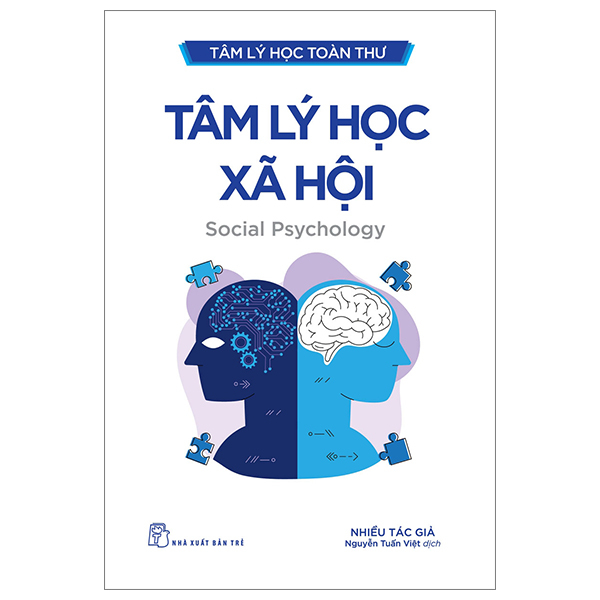 TÂM LÝ HỌC TOÀN THƯ
TÂM LÝ HỌC
XÃ HỘI
Social Psychology
NHIỀU TÁC GIẢ
Nguyễn Tuấn Việt dịch
NHÀ XUẤT BẢN TRẺ